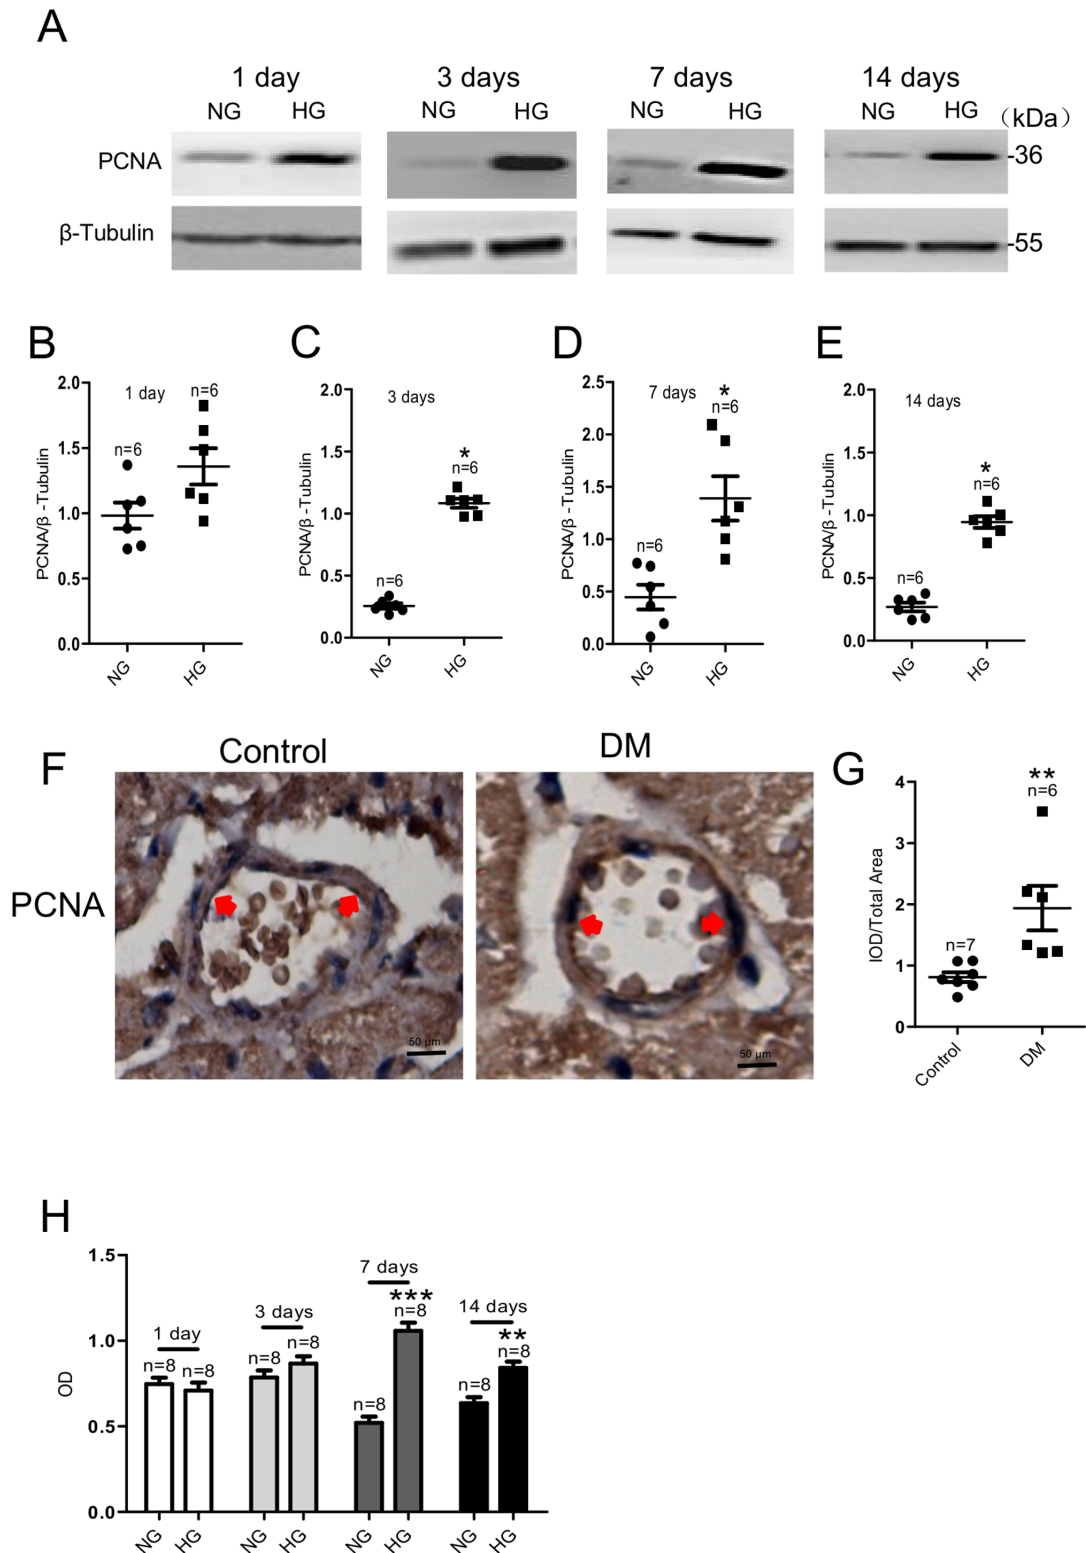 A
1 day 3 days 7 days 14 days
NG HG NG HG NG HG NG HG （kDa）
PCNA -36
β-Tubulin -55
B C D E
PCNA/β -Tubulin
2.0
1.5
1.0
0.5
0.0
1 day
n=6
n=6
NG HG
PCNA/β -Tubulin
2.0
1.5
1.0
0.5
0.0
3 days
*
n=6
n=6
NG HG
PCNA/β -Tubulin
2.5
2.0
1.5
1.0
0.5
0.0
7 days
*
n=6
n=6
NG HG
PCNA/β -Tubulin
2.0
1.5
1.0
0.5
0.0
14 days
*
n=6
n=6
NG HG
F
Control DM
PCNA
50 μm 50 μm
G
IOD/Total Area
4
3
2
1
0
**
n=6
n=7
Control DM
H
OD
1.5
1.0
0.5
0.0
1 day
n=8 n=8
3 days
n=8 n=8
7 days
***
n=8 n=8
14 days
**
n=8 n=8
NG HG NG HG NG HG NG HG